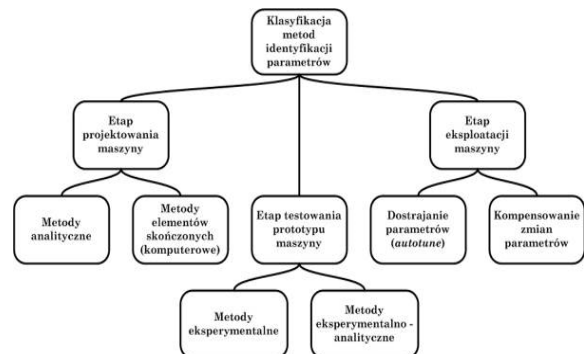 Klasyfikacja
metod
identyfikacji
parametrów
Etap
projektowania
maszyny
Etap
eksploatacji
maszyny
Metody
analityczne
Metody
elementów
skończonych
(komputerowe)
Etap testowania
prototypu
maszyny
Dostrajanie
parametrów
(autotune)
Kompensowanie
zmian
parametrów
Metody
eksperymentalne
Metody
eksperymentalno -
analityczne